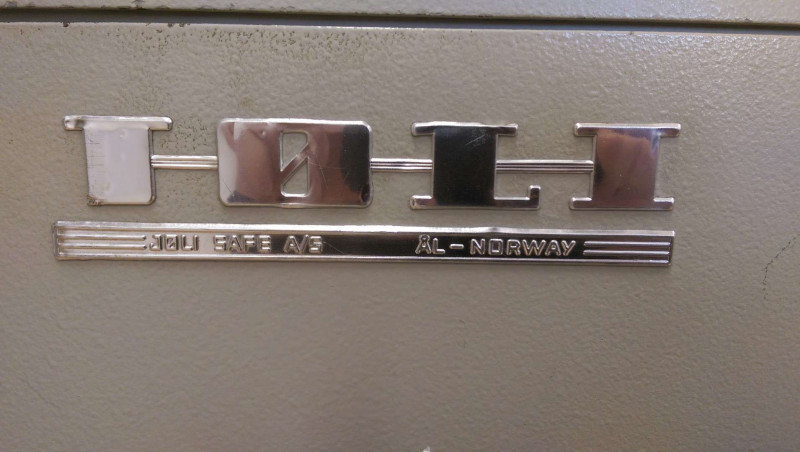 JØLI
JØLI SAFE A/S ÅL - NORWAY